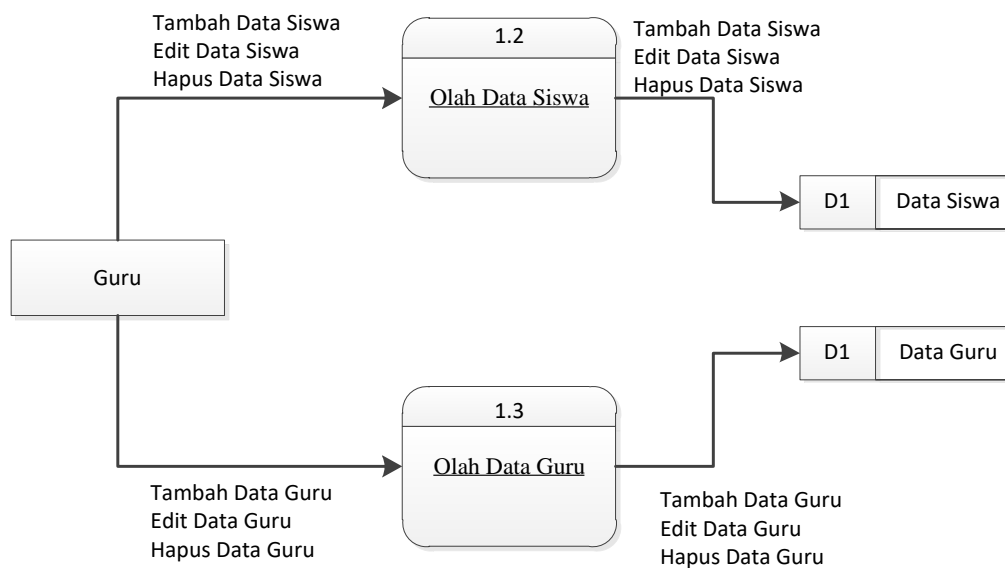 Tambah Data Siswa
Edit Data Siswa
Hapus Data Siswa
1.2
Olah Data Siswa
Tambah Data Siswa
Edit Data Siswa
Hapus Data Siswa
D1
Data Siswa
Guru
D1
Data Guru
1.3
Olah Data Guru
Tambah Data Guru
Edit Data Guru
Hapus Data Guru
Tambah Data Guru
Edit Data Guru
Hapus Data Guru